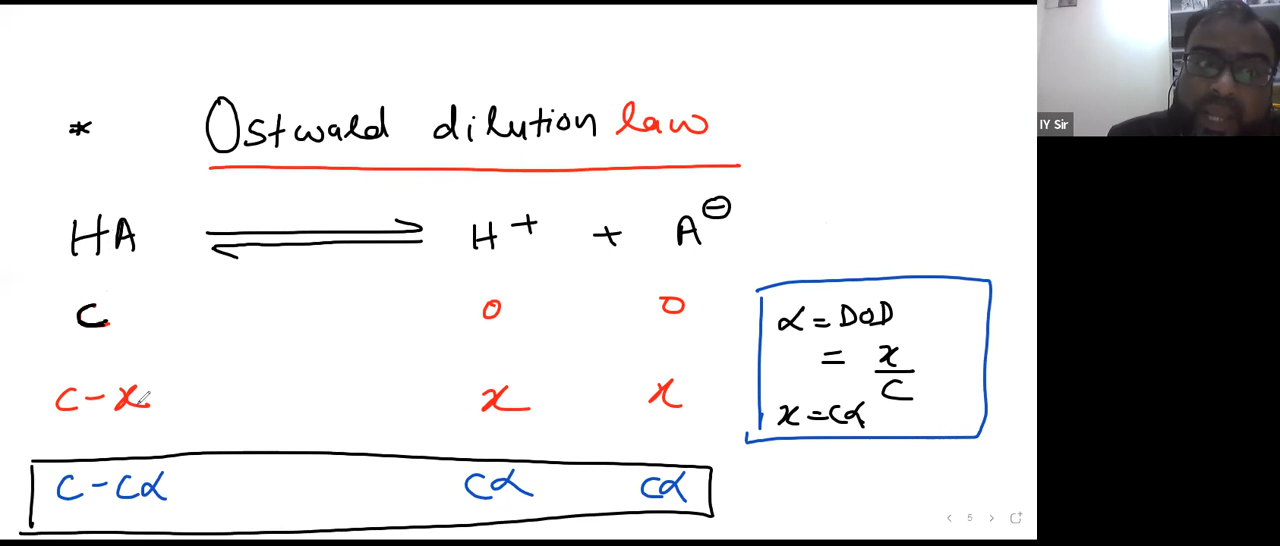 * Ostwald dilution law
HA ⇌ H⁺ + A⊖
C 0 0
C-x x x
C-Cα Cα Cα
α = DOD
= x/C
x = Cα
IY Sir
< 5 >